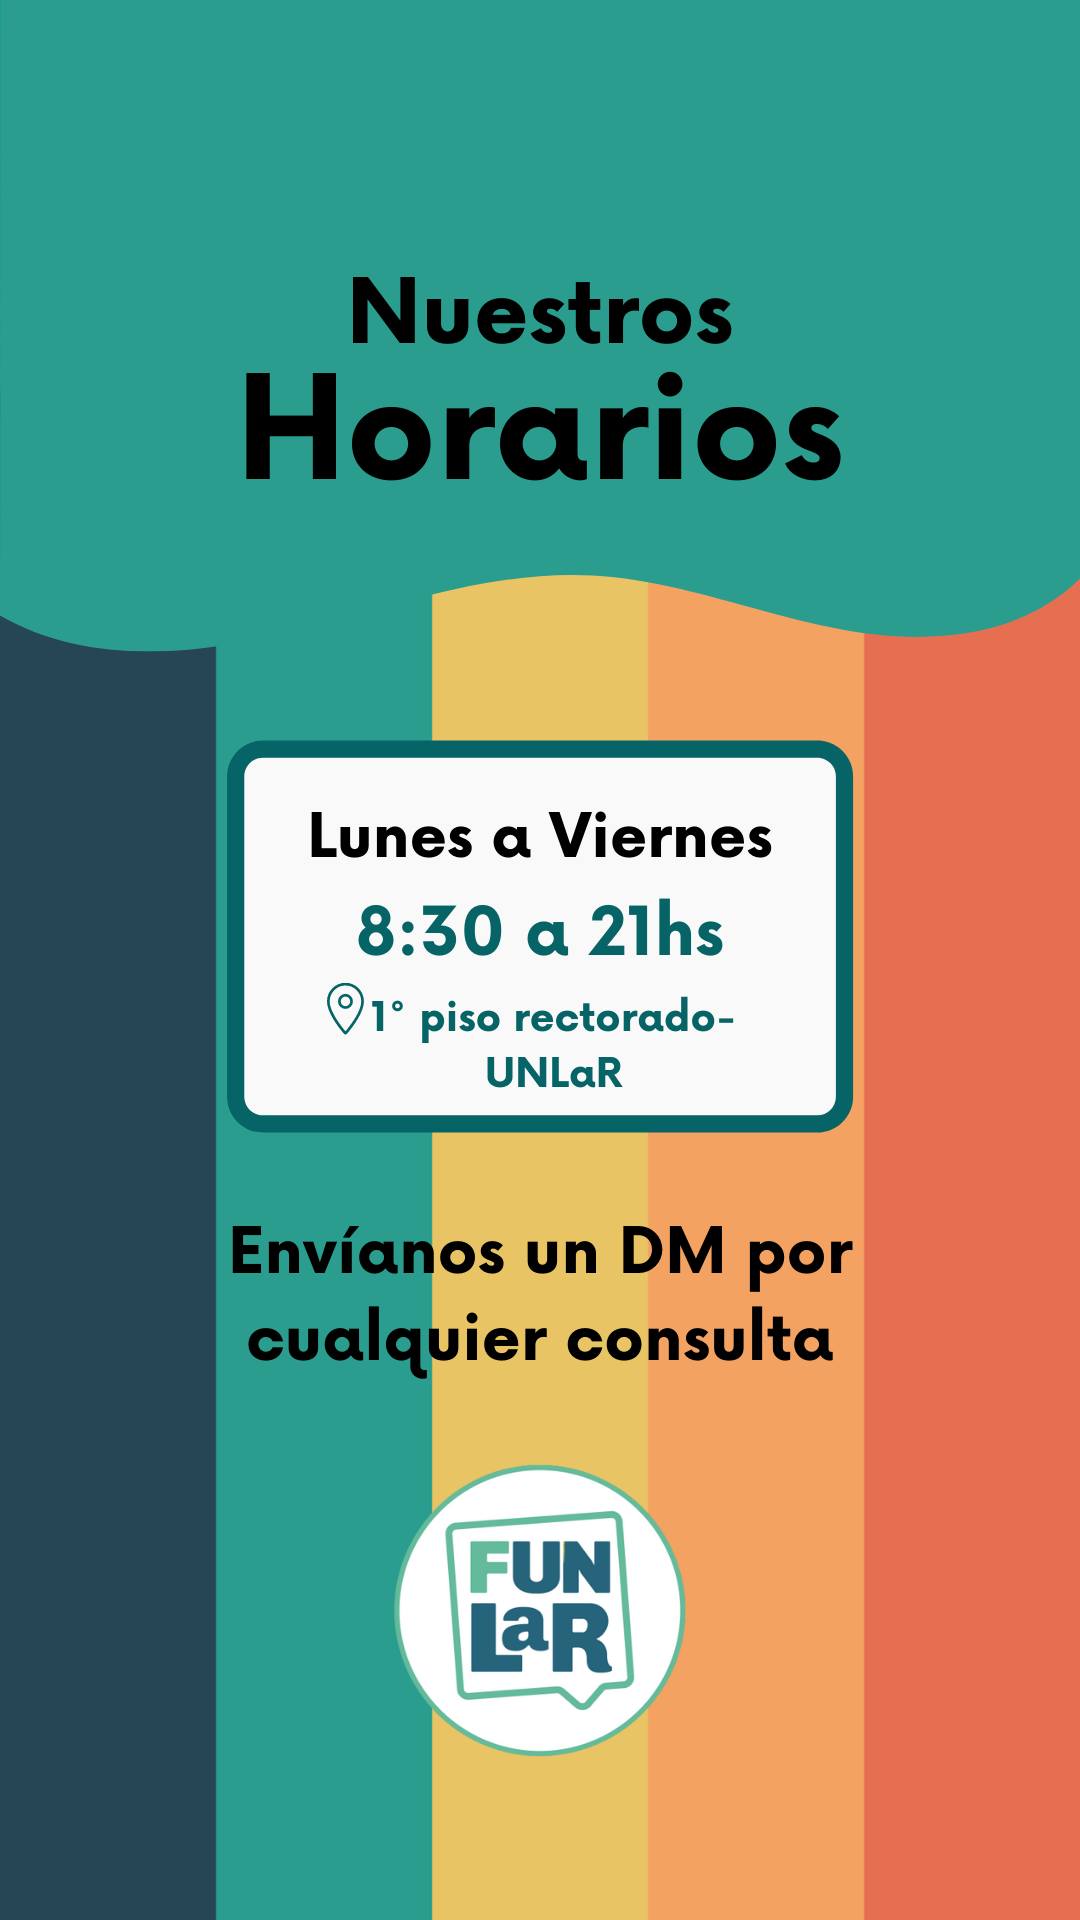 Nuestros
Horarios
Lunes a Viernes
8:30 a 21hs
1° piso rectorado-
UNLaR
Envíanos un DM por
cualquier consulta
FUN
LaR